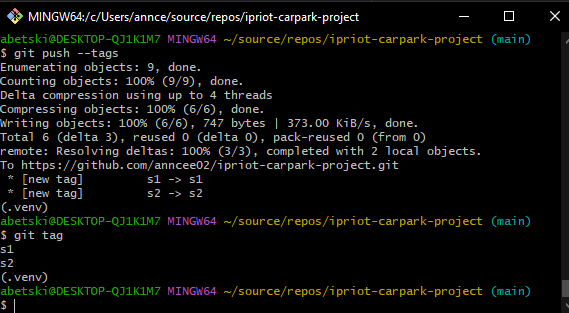 MINGW64:/c/Users/annce/source/repos/ipriot-carpark-project
abetski@DESKTOP-QJ1K1M7 MINGW64 ~/source/repos/ipriot-carpark-project (main)
$ git push --tags
Enumerating objects: 9, done.
Counting objects: 100% (9/9), done.
Delta compression using up to 4 threads
Compressing objects: 100% (6/6), done.
Writing objects: 100% (6/6), 747 bytes | 373.00 KiB/s, done.
Total 6 (delta 3), reused 0 (delta 0), pack-reused 0 (from 0)
remote: Resolving deltas: 100% (3/3), completed with 2 local objects.
To https://github.com/anncee02/ipriot-carpark-project.git
 * [new tag]         s1 -> s1
 * [new tag]         s2 -> s2
(.venv)
abetski@DESKTOP-QJ1K1M7 MINGW64 ~/source/repos/ipriot-carpark-project (main)
$ git tag
s1
s2
(.venv)
abetski@DESKTOP-QJ1K1M7 MINGW64 ~/source/repos/ipriot-carpark-project (main)
$